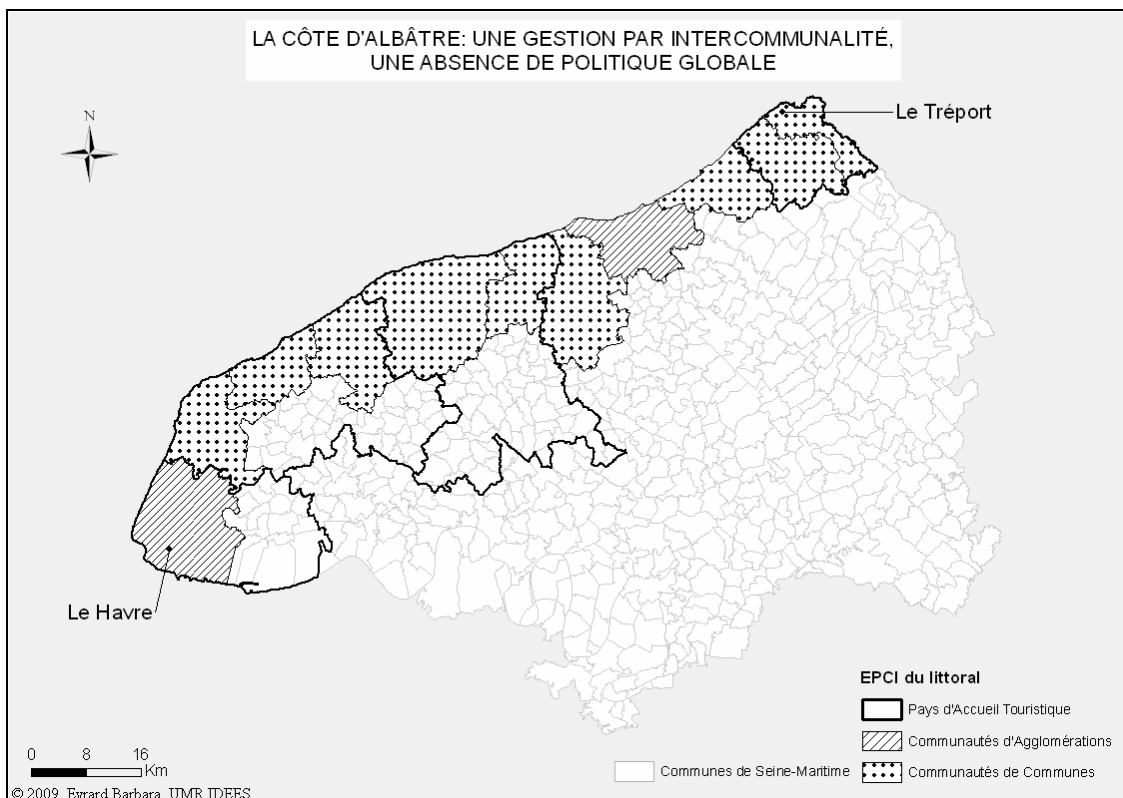 LA CÔTE D'ALBÂTRE: UNE GESTION PAR INTERCOMMUNALITÉ,
UNE ABSENCE DE POLITIQUE GLOBALE
N
Le Tréport
Le Havre
EPCI du littoral
Pays d'Accueil Touristique
Communautés d'Agglomérations
Communes de Seine-Maritime
Communautés de Communes
0 8 16
Km
© 2009, Evrard Barbara, UMR IDEES